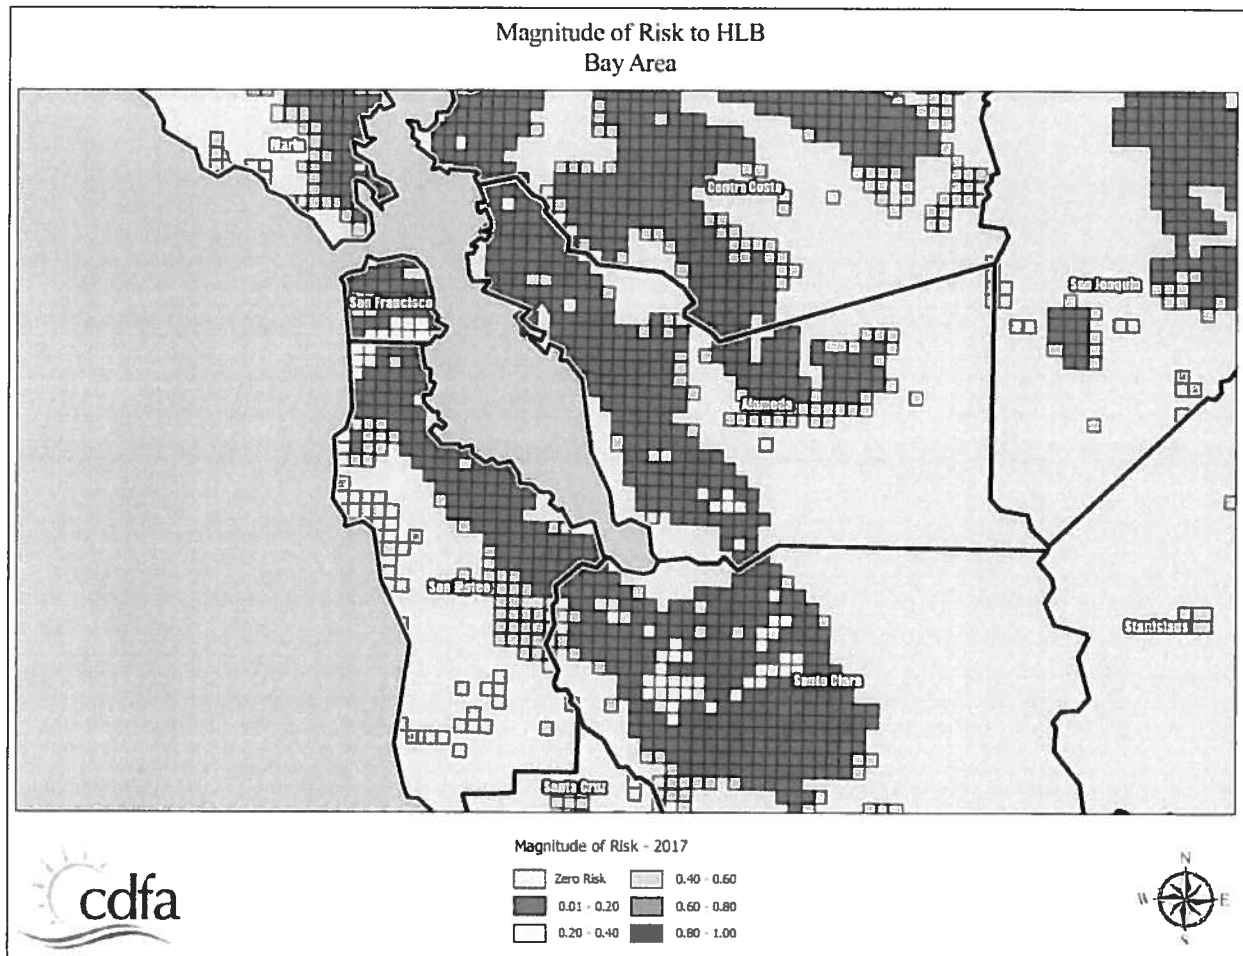 Magnitude of Risk to HLB
Bay Area
Marin
Contra Costa
San Francisco
San Joaquin
Alameda
San Mateo
Stanislaus
Santa Clara
Santa Cruz
Magnitude of Risk - 2017
Zero Risk
0.40 - 0.60
0.01 - 0.20
0.60 - 0.80
0.20 - 0.40
0.80 - 1.00
cdfa
N
W
E
S